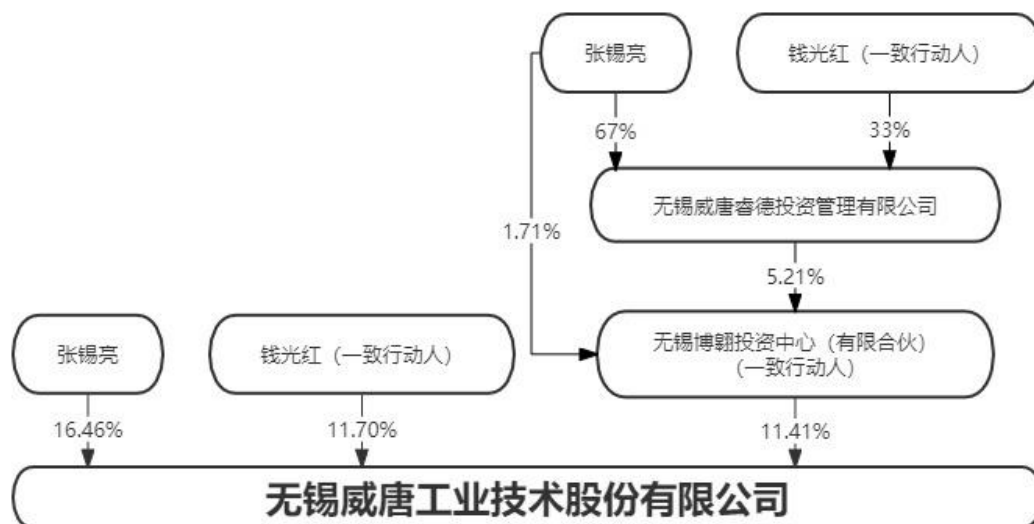 张锡亮
钱光红（一致行动人）
67%
33%
无锡威唐睿德投资管理有限公司
1.71%
5.21%
张锡亮
钱光红（一致行动人）
无锡博翱投资中心（有限合伙）
（一致行动人）
16.46%
11.70%
11.41%
无锡威唐工业技术股份有限公司